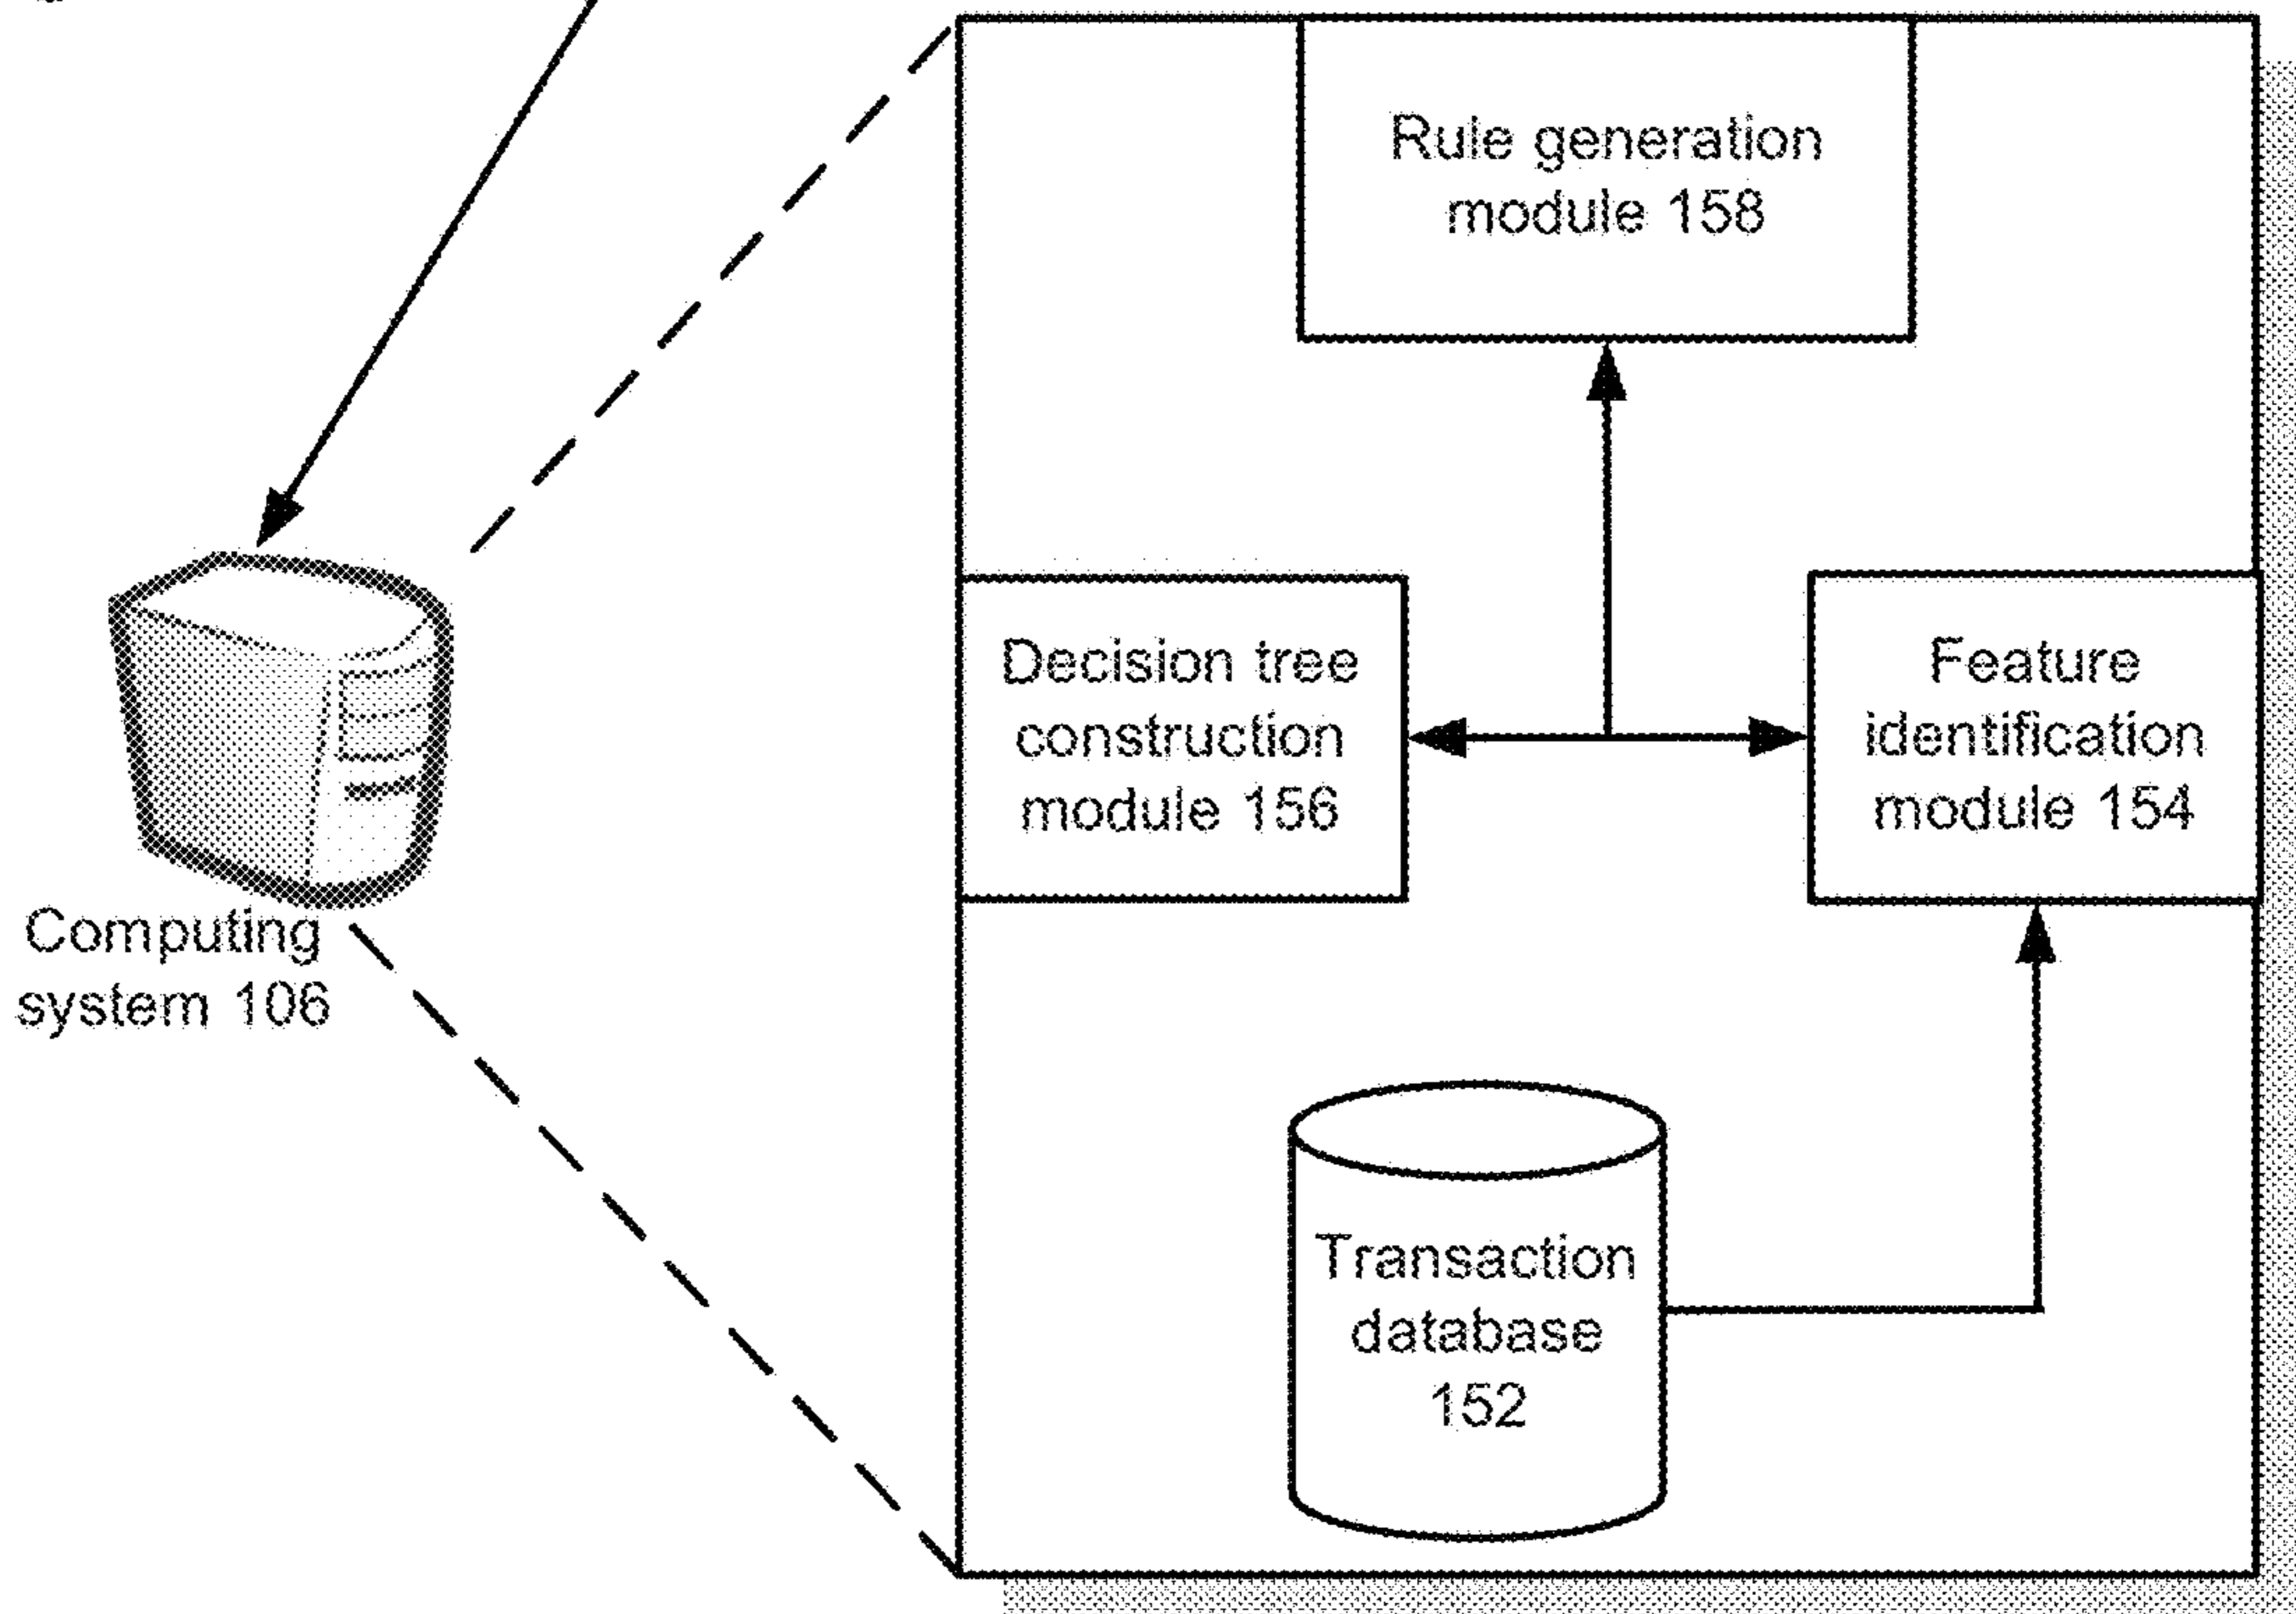 Rule generation
module 158
Decision tree
construction
module 156
Feature
identification
module 154
Computing
system 106
Transaction
database
152